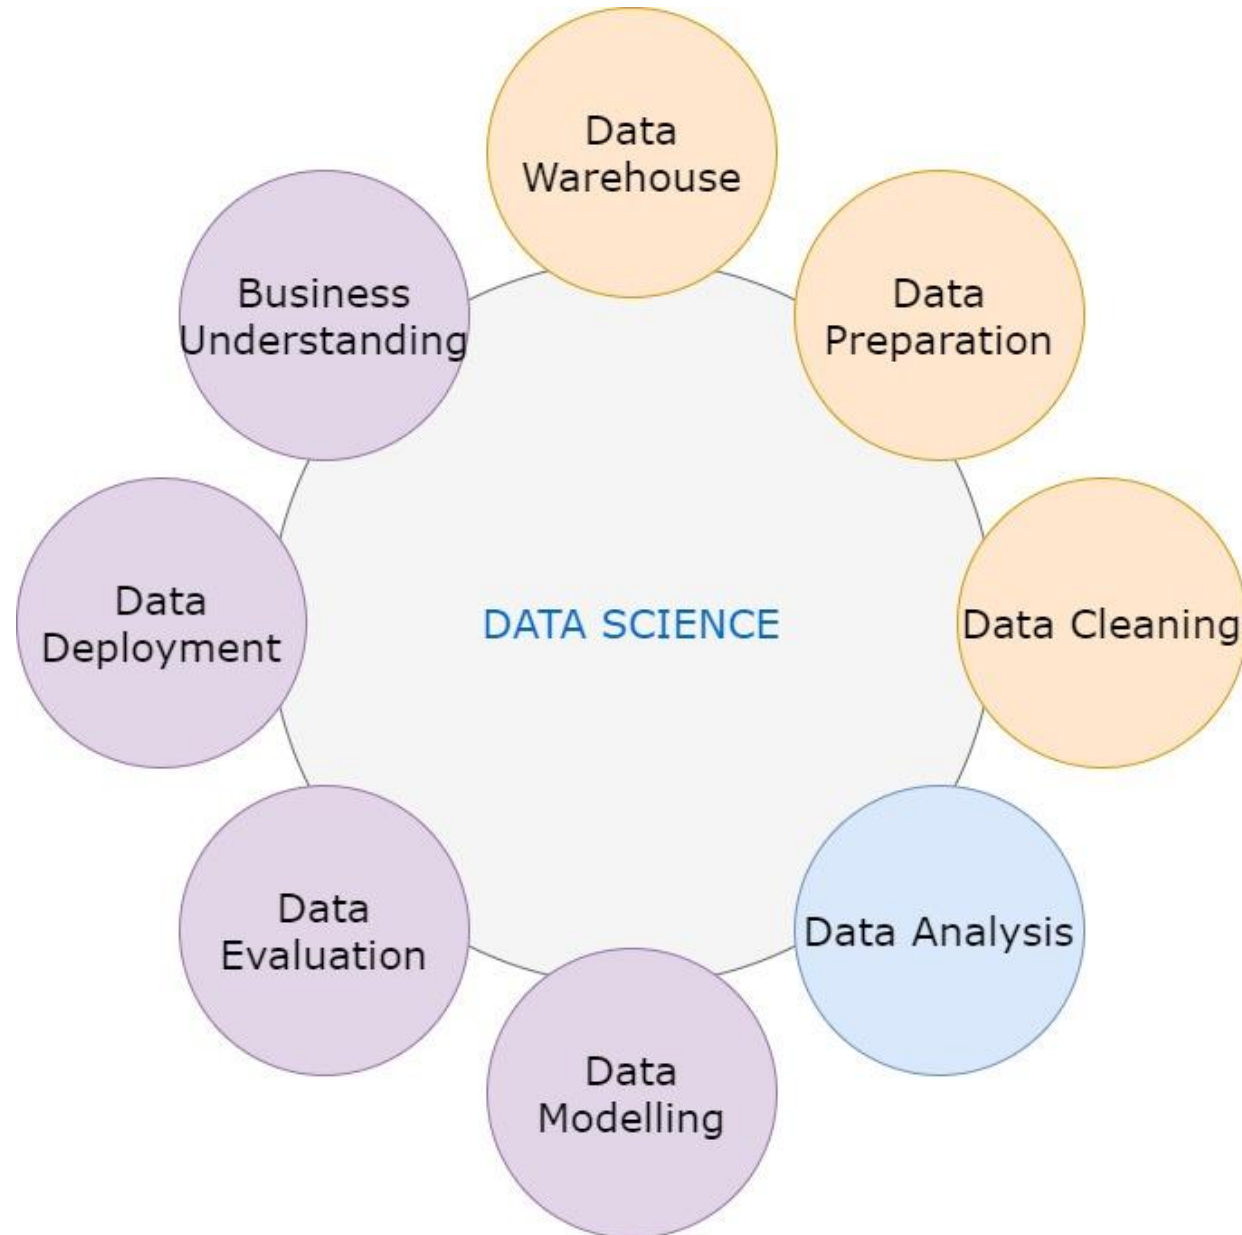 Data
Warehouse
Data
Preparation
Data Cleaning
Data Analysis
Data
Modelling
Data
Evaluation
Data
Deployment
Business
Understanding
DATA SCIENCE